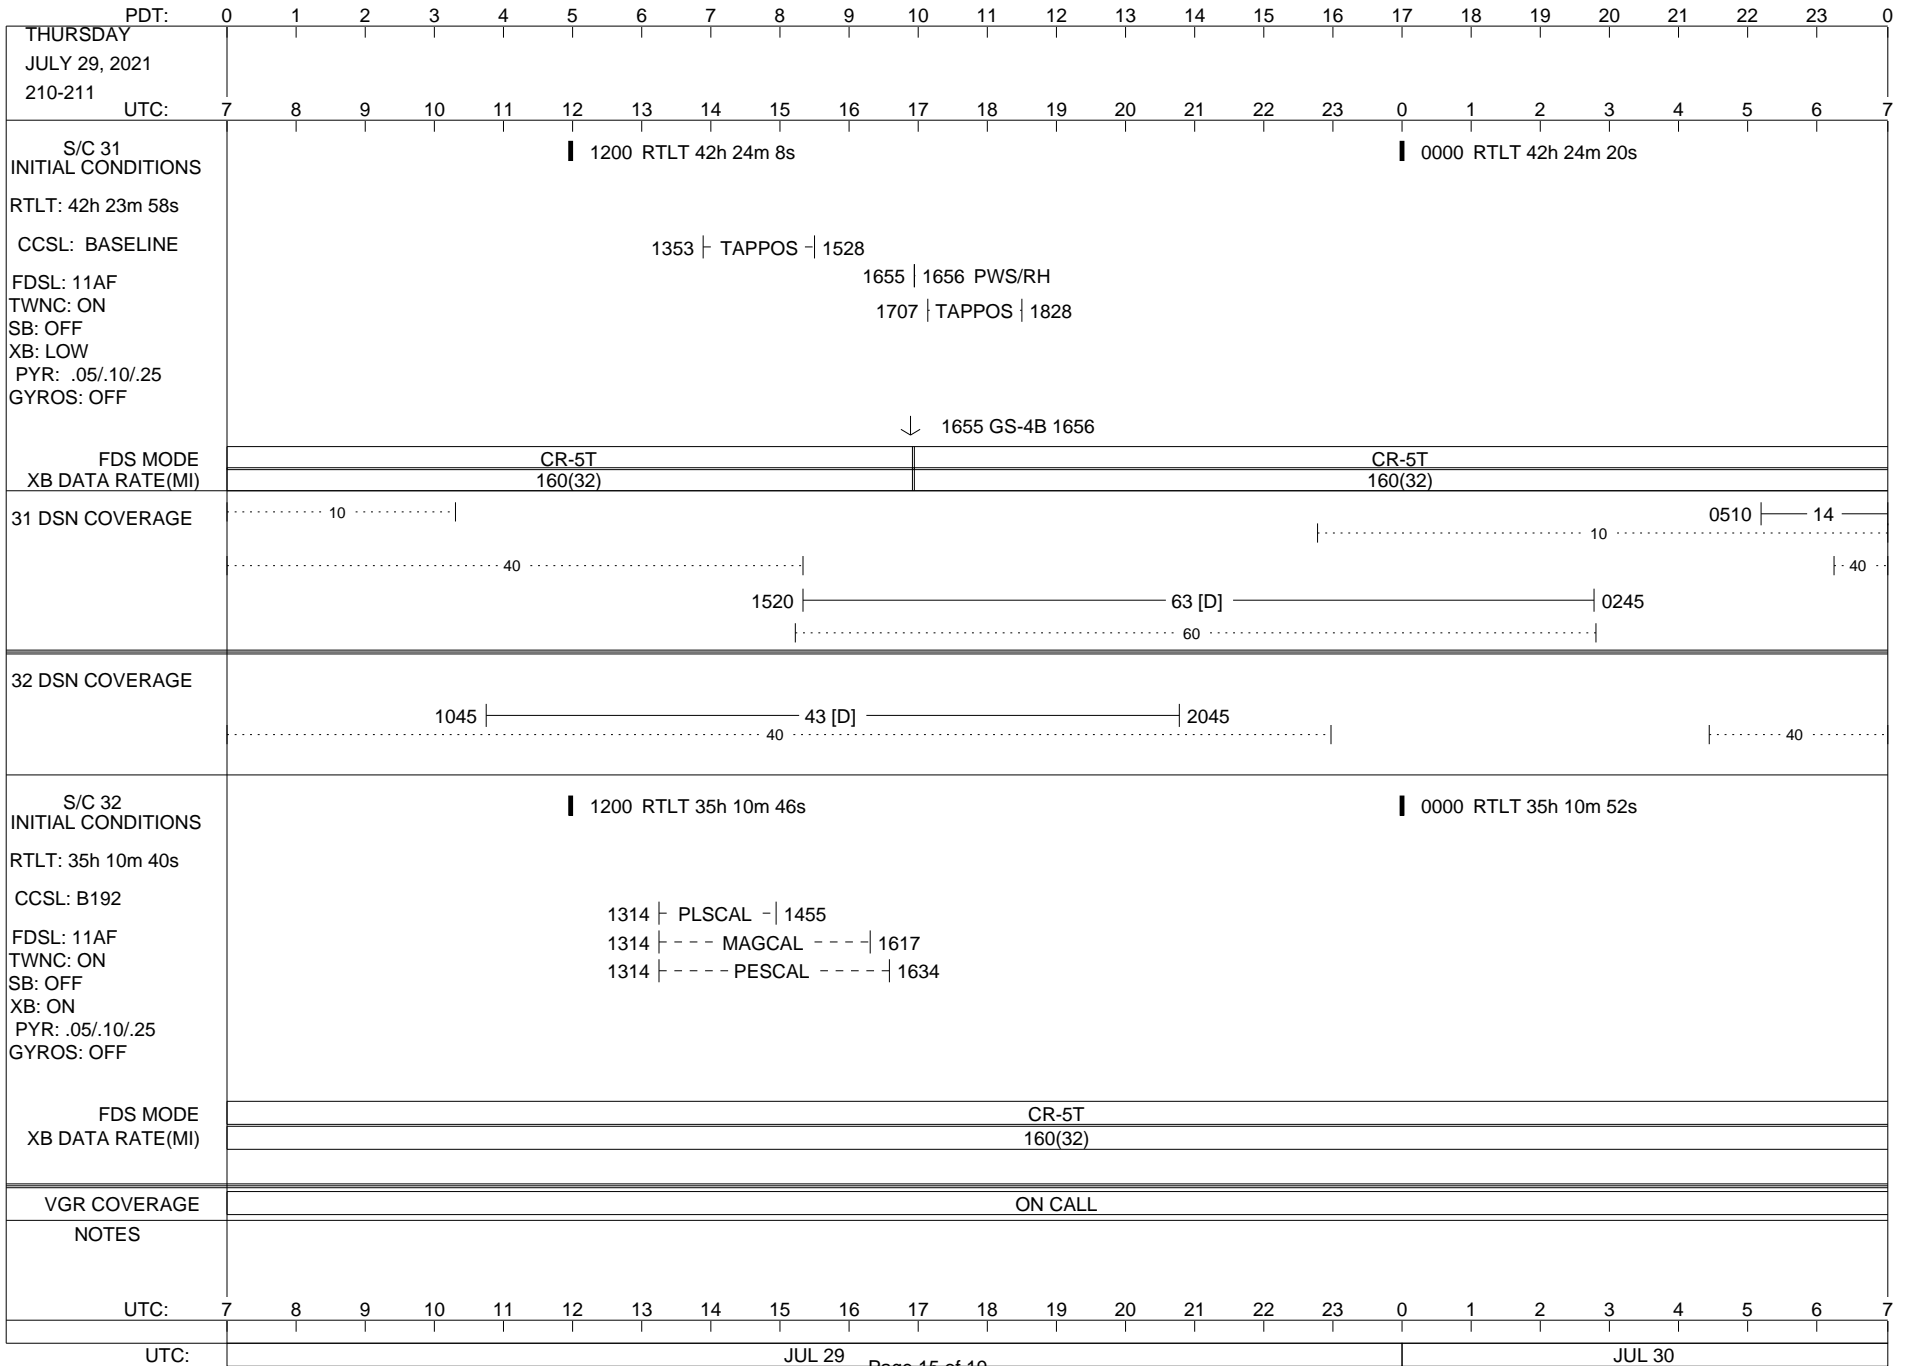 PDT: 0 1 2 3 4 5 6 7 8 9 10 11 12 13 14 15 16 17 18 19 20 21 22 23 0
THURSDAY
JULY 29, 2021
210-211
UTC: 7 8 9 10 11 12 13 14 15 16 17 18 19 20 21 22 23 0 1 2 3 4 5 6 7
S/C 31
INITIAL CONDITIONS
1200 RTLT 42h 24m 8s
0000 RTLT 42h 24m 20s
RTLT: 42h 23m 58s
CCSL: BASELINE
1353 TAPPOS 1528
FDSL: 11AF
1655 1656 PWS/RH
TWNC: ON
1707 TAPPOS 1828
SB: OFF
XB: LOW
PYR: .05/.10/.25
GYROS: OFF
1655 GS-4B 1656
FDS MODE CR-5T CR-5T
XB DATA RATE(MI) 160(32) 160(32)
31 DSN COVERAGE
10
0510 14
10
40
40
1520 63 [D] 0245
60
32 DSN COVERAGE
1045 43 [D] 2045
40
40
S/C 32
INITIAL CONDITIONS
1200 RTLT 35h 10m 46s
0000 RTLT 35h 10m 52s
RTLT: 35h 10m 40s
CCSL: B192
1314 PLSCAL 1455
FDSL: 11AF
1314 MAGCAL 1617
TWNC: ON
1314 PESCAL 1634
SB: OFF
XB: ON
PYR: .05/.10/.25
GYROS: OFF
FDS MODE CR-5T
XB DATA RATE(MI) 160(32)
VGR COVERAGE ON CALL
NOTES
UTC: 7 8 9 10 11 12 13 14 15 16 17 18 19 20 21 22 23 0 1 2 3 4 5 6 7
UTC: JUL 29 JUL 30
Page 15 of 19